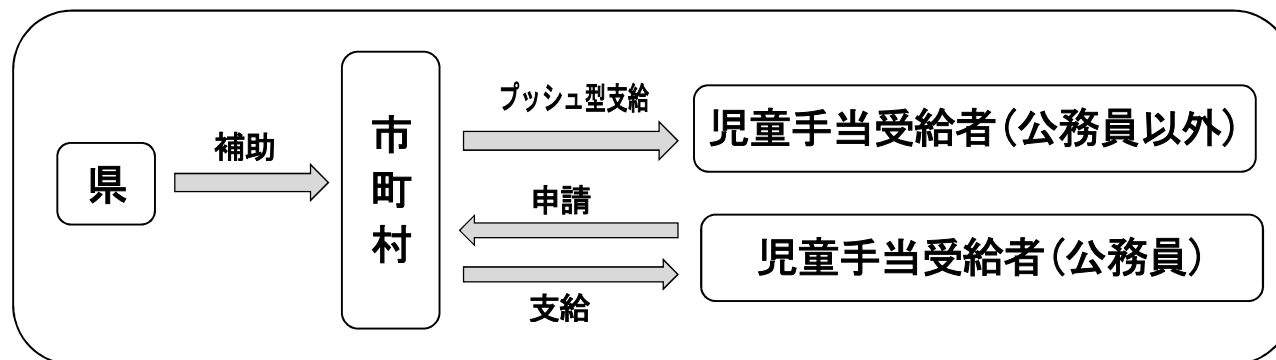 県
補助
市町村
プッシュ型支給
児童手当受給者（公務員以外）
申請
児童手当受給者（公務員）
支給